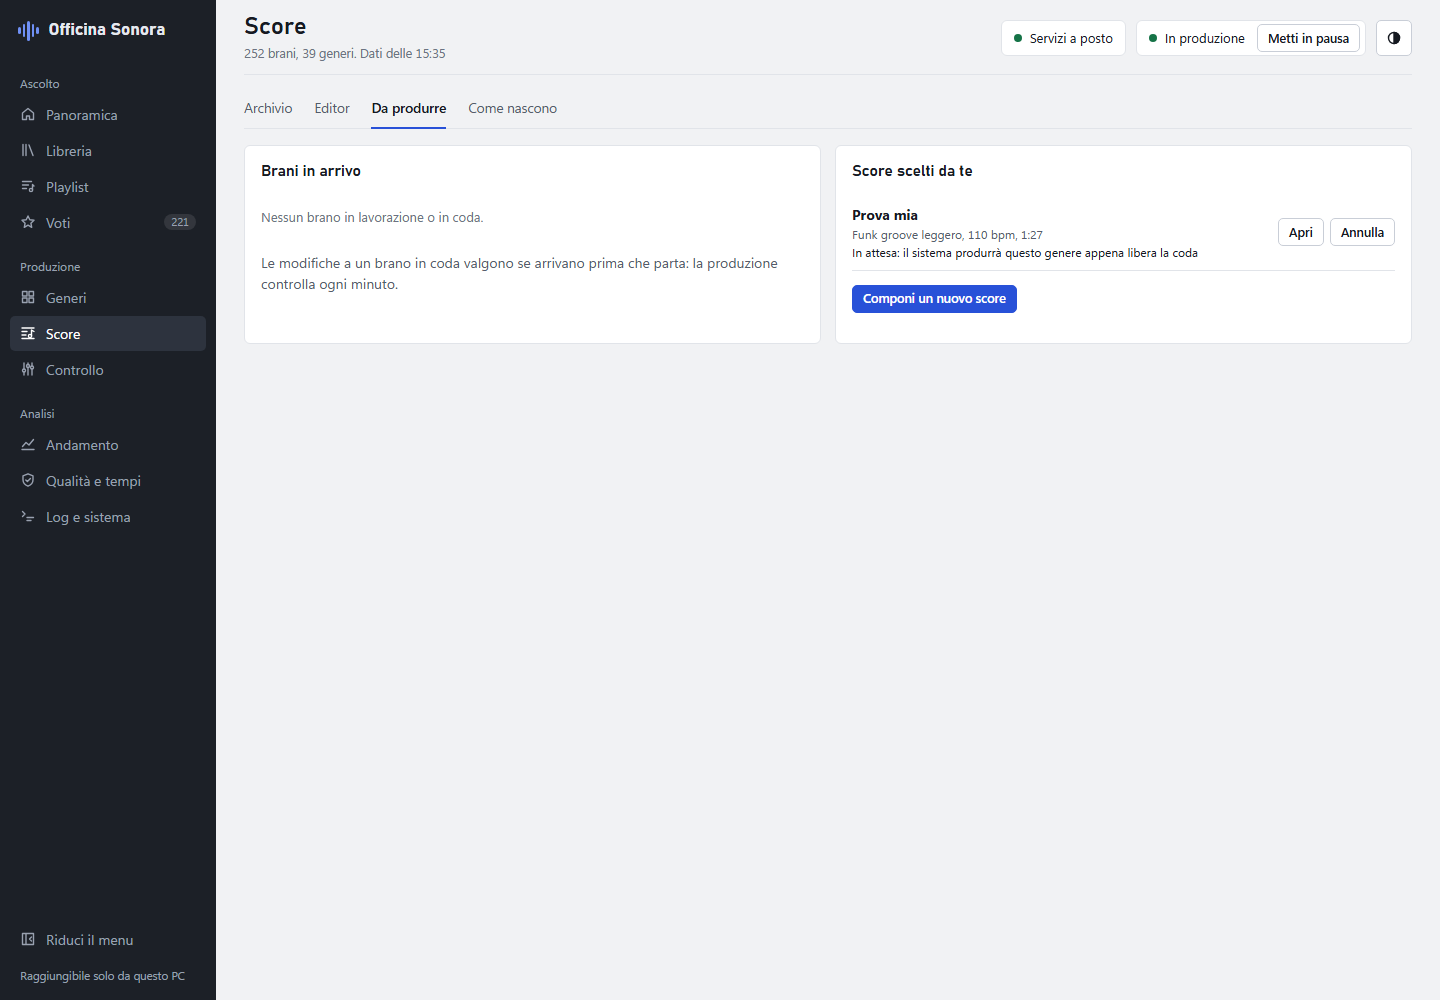 Officina Sonora
Ascolto
Panoramica
Libreria
Playlist
Voti 221
Produzione
Generi
Score
Controllo
Analisi
Andamento
Qualità e tempi
Log e sistema
Riduci il menu
Raggiungibile solo da questo PC
Score
252 brani, 39 generi. Dati delle 15:35
Servizi a posto
In produzione Metti in pausa
Archivio Editor Da produrre Come nascono
Brani in arrivo
Nessun brano in lavorazione o in coda.
Le modifiche a un brano in coda valgono se arrivano prima che parta: la produzione
controlla ogni minuto.
Score scelti da te
Prova mia
Funk groove leggero, 110 bpm, 1:27
In attesa: il sistema produrrà questo genere appena libera la coda
Apri Annulla
Componi un nuovo score